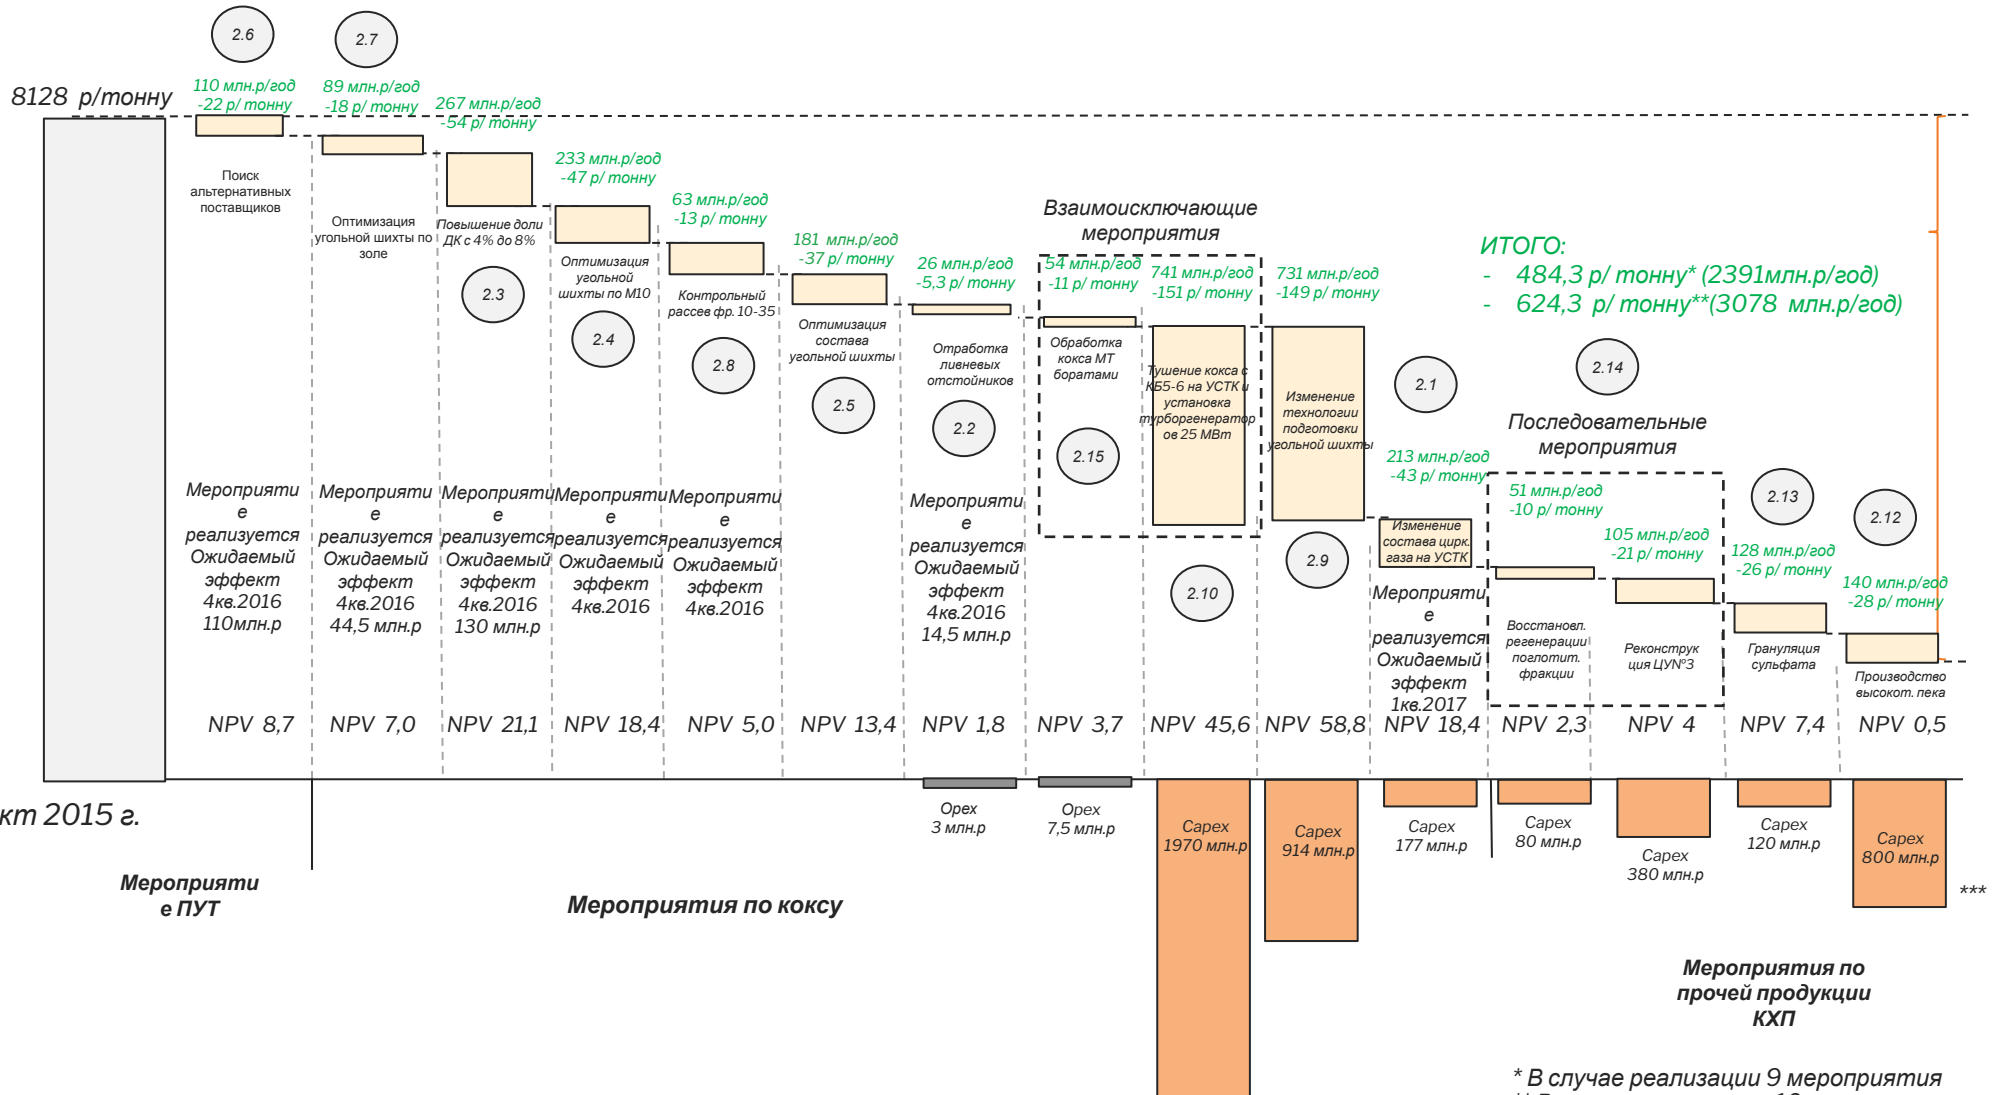 2.6
2.7
8128 р/тонну
110 млн.р/год
-22 р/ тонну
89 млн.р/год
-18 р/ тонну
267 млн.р/год
-54 р/ тонну
233 млн.р/год
-47 р/ тонну
63 млн.р/год
-13 р/ тонну
181 млн.р/год
-37 р/ тонну
26 млн.р/год
-5,3 р/ тонну
Взаимоисключающие
мероприятия
54 млн.р/год
-11 р/ тонну
741 млн.р/год
-151 р/ тонну
731 млн.р/год
-149 р/ тонну
ИТОГО:
- 484,3 р/ тонну* (2391млн.р/год)
- 624,3 р/ тонну**(3078 млн.р/год)
Поиск
альтернативных
поставщиков
Оптимизация
угольной шихты по
золе
Повышение доли
ДК с 4% до 8%
2.3
Оптимизация
угольной
шихты по М10
2.4
Контрольный
рассев фр. 10-35
2.8
Оптимизация
состава
угольной шихты
2.5
Отработка
ливневых
отстойников
2.2
Обработка
кокса МТ
боратами
2.15
Тушение кокса с
КБ5-6 на УСТК и
установка
турборгенератор
ов 25 МВт
2.10
Изменение
технологии
подготовки
угольной шихты
2.9
2.1
213 млн.р/год
-43 р/ тонну
Изменение
состава цирк.
газа на УСТК
2.14
Последовательные
мероприятия
51 млн.р/год
-10 р/ тонну
Восстановл.
регенерации
поглотит.
фракции
105 млн.р/год
-21 р/ тонну
Реконструк
ция ЦУ№3
2.13
128 млн.р/год
-26 р/ тонну
Грануляция
сульфата
2.12
140 млн.р/год
-28 р/ тонну
Производство
высокот. пека
Мероприяти
е
реализуется
Ожидаемый
эффект
4кв.2016
110млн.р
Мероприяти
е
реализуется
Ожидаемый
эффект
4кв.2016
44,5 млн.р
Мероприяти
е
реализуется
Ожидаемый
эффект
4кв.2016
130 млн.р
Мероприяти
е
реализуется
Ожидаемый
эффект
4кв.2016
Мероприяти
е
реализуется
Ожидаемый
эффект
4кв.2016
Мероприяти
е
реализуется
Ожидаемый
эффект
4кв.2016
14,5 млн.р
Мероприяти
е
реализуется
Ожидаемый
эффект
1кв.2017
NPV 8,7
NPV 7,0
NPV 21,1
NPV 18,4
NPV 5,0
NPV 13,4
NPV 1,8
NPV 3,7
NPV 45,6
NPV 58,8
NPV 18,4
NPV 2,3
NPV 4
NPV 7,4
NPV 0,5
кт 2015 г.
Opex
3 млн.р
Opex
7,5 млн.р
Capex
1970 млн.р
Capex
914 млн.р
Capex
177 млн.р
Capex
80 млн.р
Capex
380 млн.р
Capex
120 млн.р
Capex
800 млн.р
***
Мероприяти
е ПУТ
Мероприятия по коксу
Мероприятия по
прочей продукции
КХП
* В случае реализации 9 мероприятия